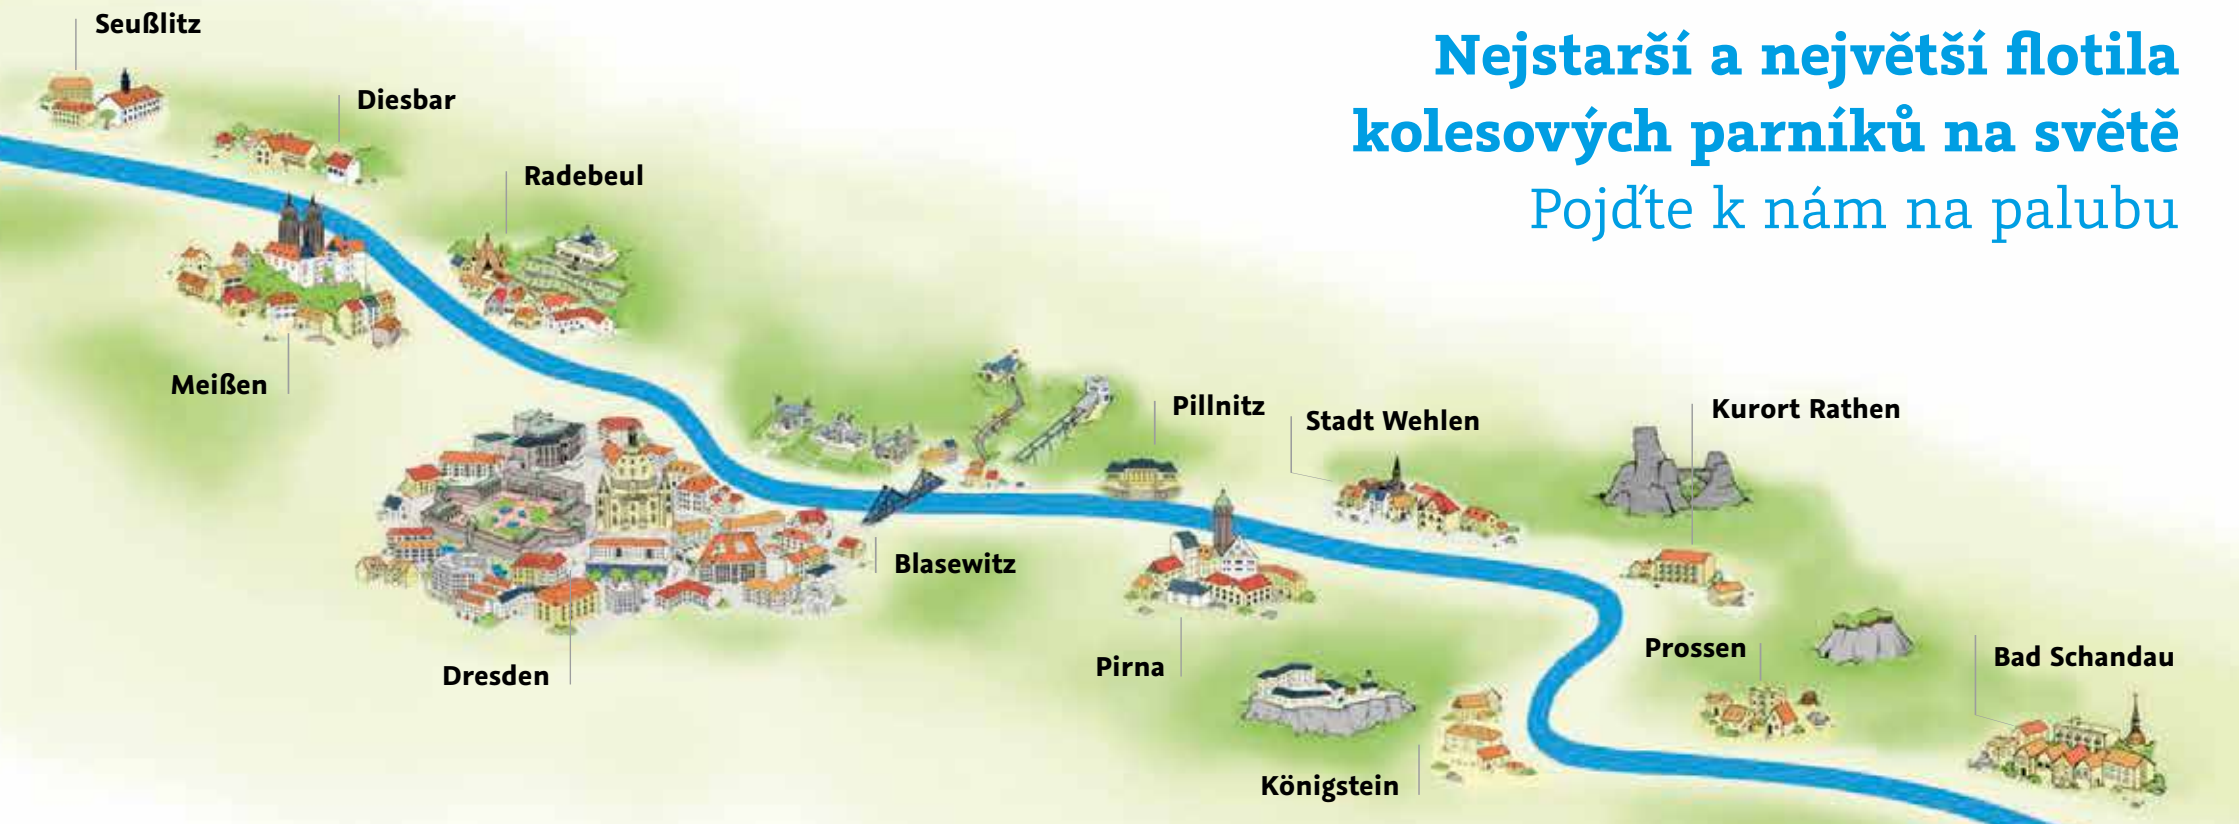 Nejstarší a největší flotila
kolesových parníků na světě
Pojďte k nám na palubu
Seußlitz
Diesbar
Radebeul
Meißen
Pillnitz
Stadt Wehlen
Kurort Rathen
Blasewitz
Dresden
Pirna
Prossen
Bad Schandau
Königstein